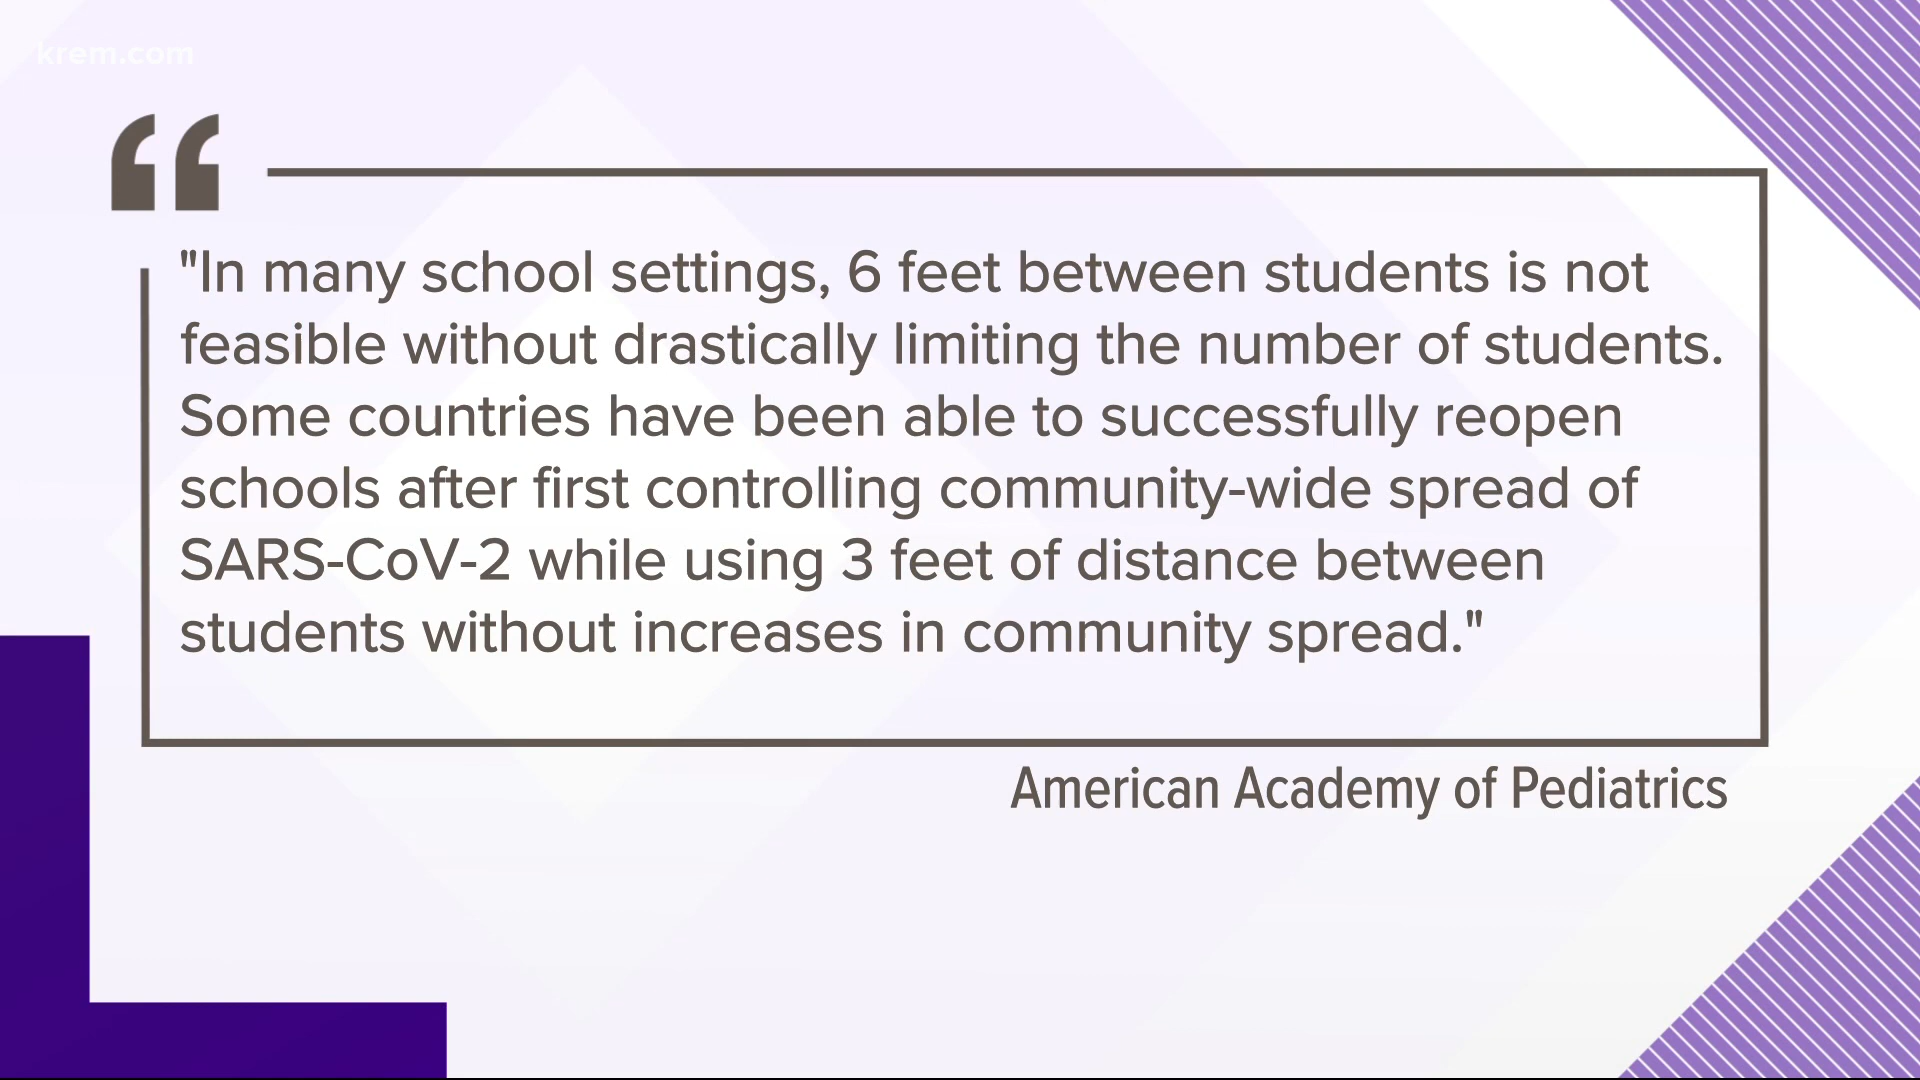 krem.com
"In many school settings, 6 feet between students is not
feasible without drastically limiting the number of students.
Some countries have been able to successfully reopen
schools after first controlling community-wide spread of
SARS-CoV-2 while using 3 feet of distance between
students without increases in community spread."
American Academy of Pediatrics